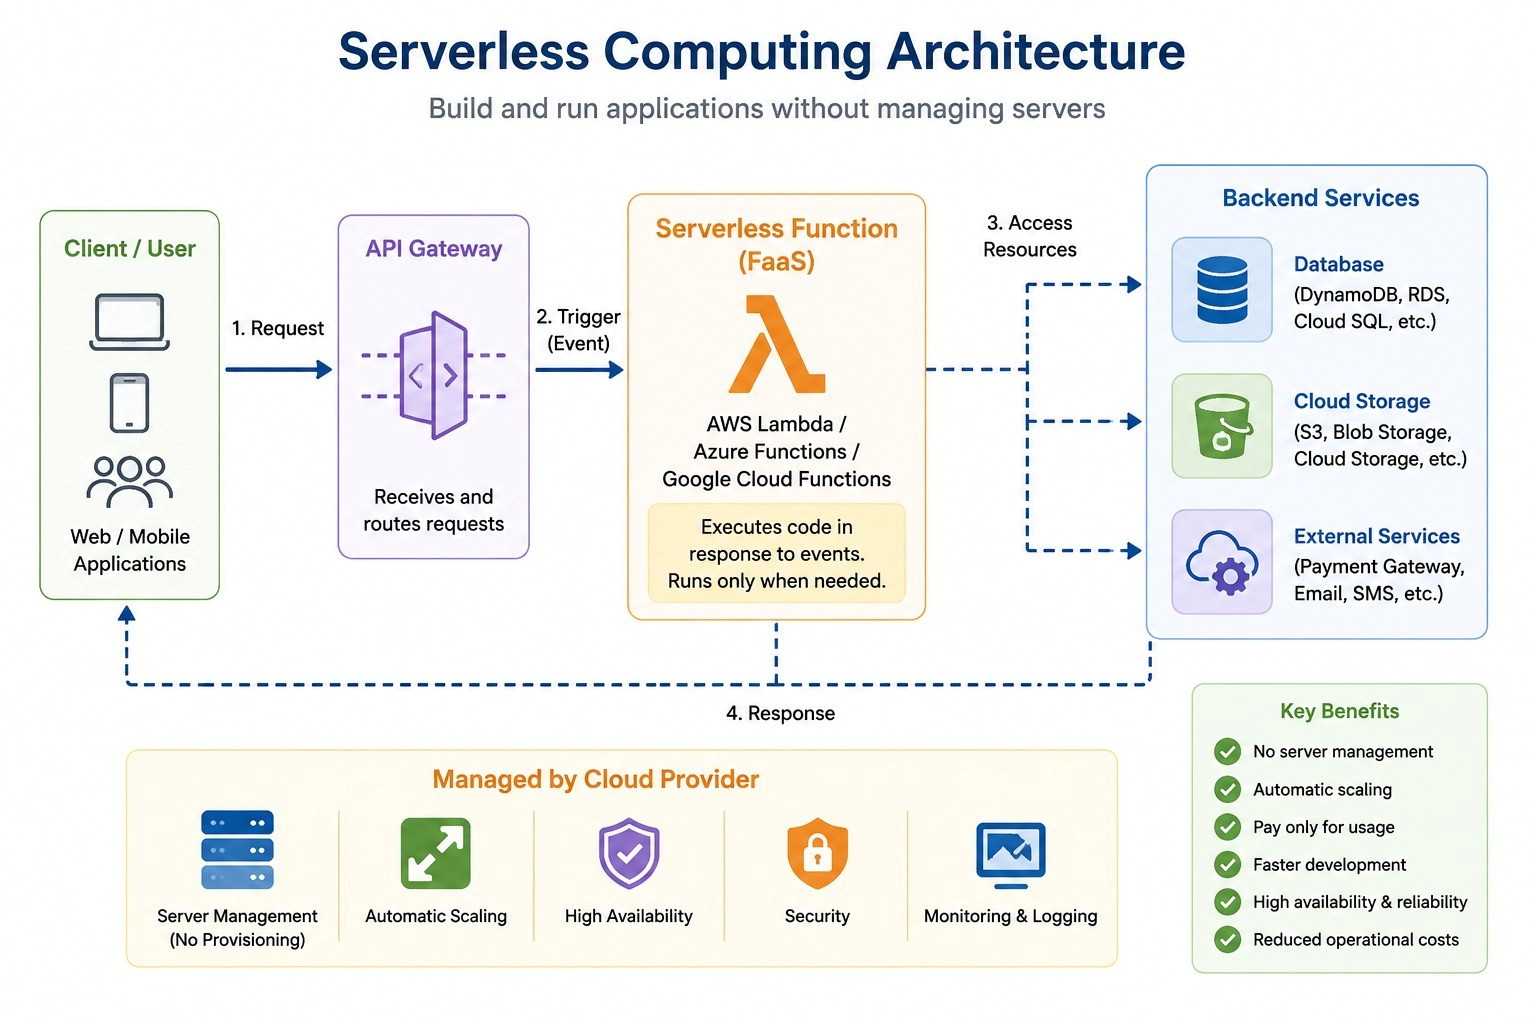 Serverless Computing Architecture
Build and run applications without managing servers
Client / User
Web / Mobile
Applications
1. Request
API Gateway
Receives and
routes requests
2. Trigger
(Event)
Serverless Function
(FaaS)
AWS Lambda /
Azure Functions /
Google Cloud Functions
Executes code in
response to events.
Runs only when needed.
3. Access
Resources
Backend Services
Database
(DynamoDB, RDS,
Cloud SQL, etc.)
Cloud Storage
(S3, Blob Storage,
Cloud Storage, etc.)
External Services
(Payment Gateway,
Email, SMS, etc.)
4. Response
Managed by Cloud Provider
Server Management
(No Provisioning)
Automatic Scaling
High Availability
Security
Monitoring & Logging
Key Benefits
No server management
Automatic scaling
Pay only for usage
Faster development
High availability & reliability
Reduced operational costs